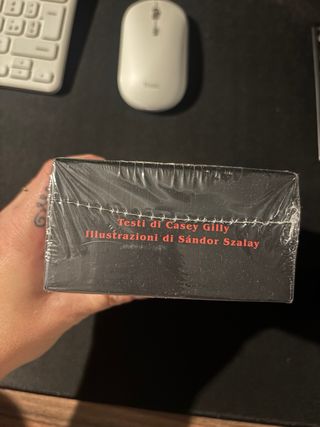 Testi di Casey Gilly
Illustrazioni di Sándor Szalay